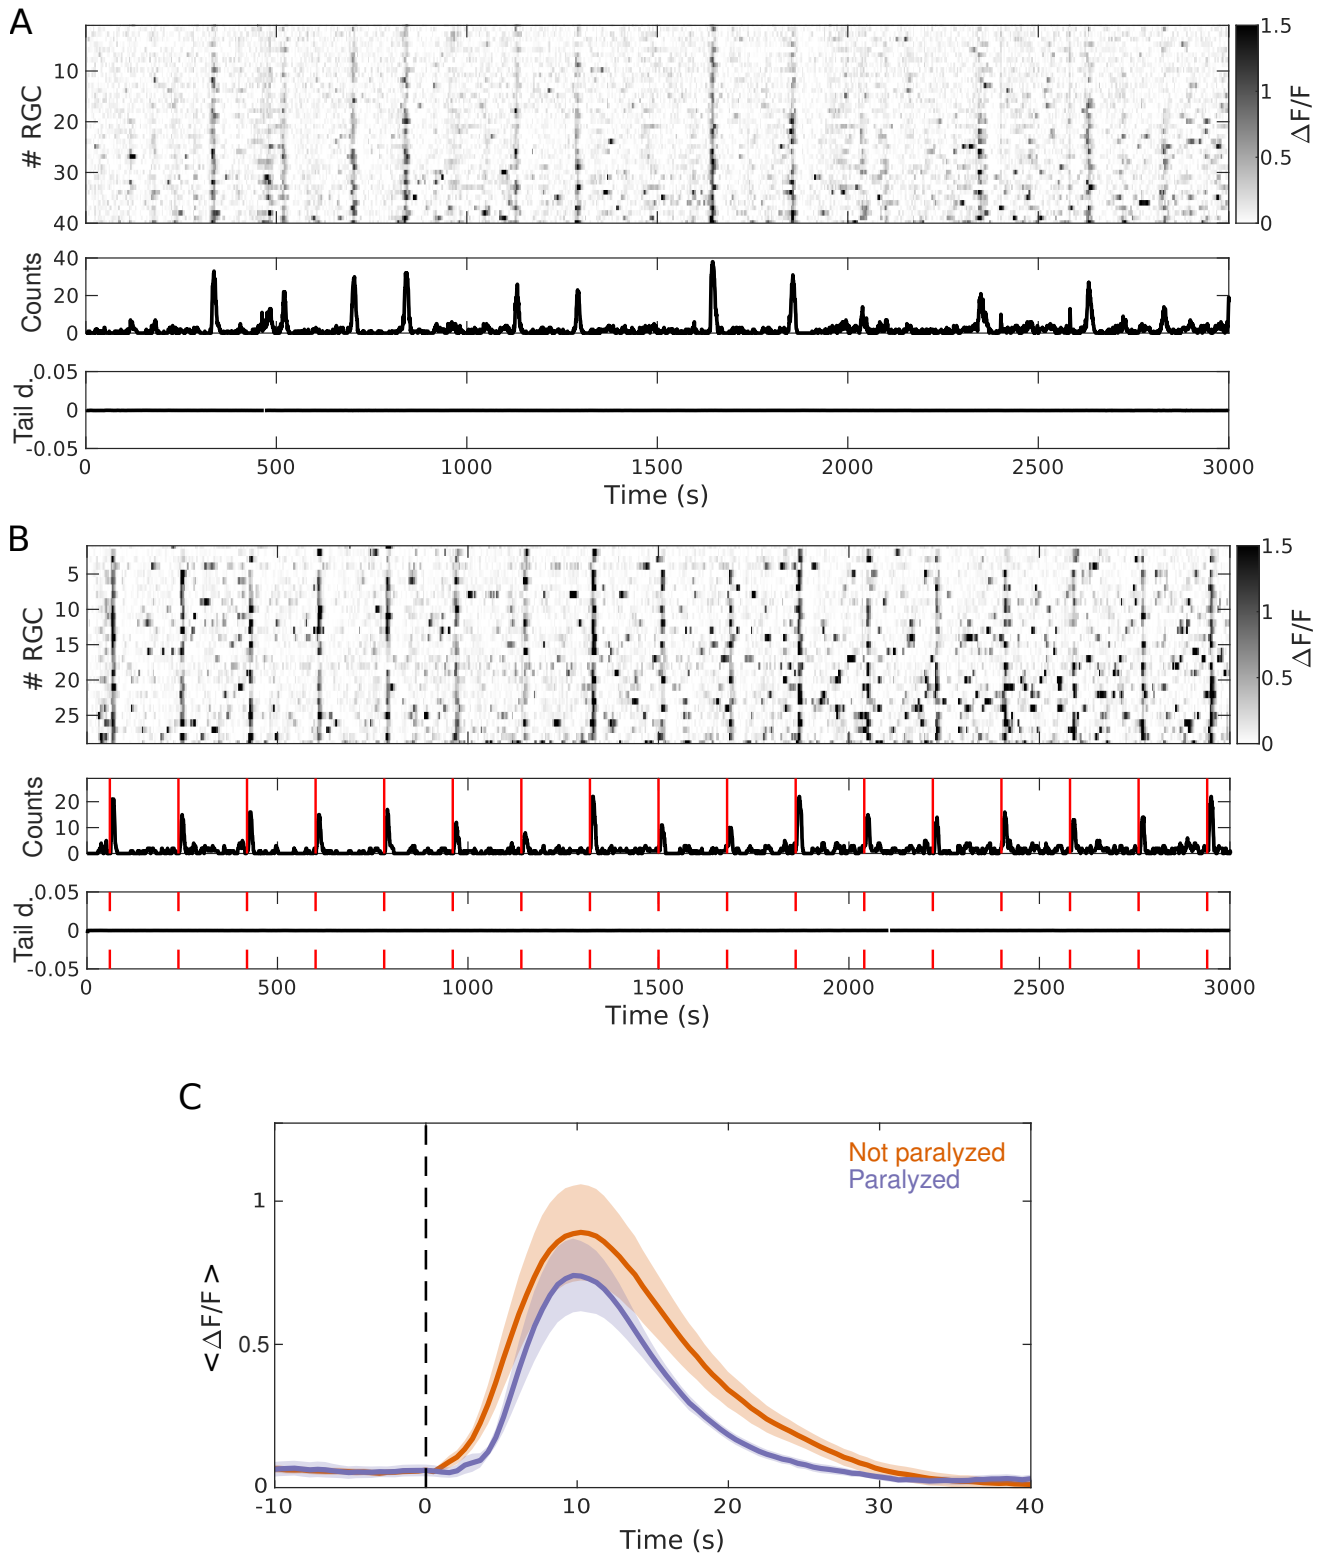 A
# RGC
10
20
30
40
1.5
1
0.5
0
ΔF/F
Counts
40
20
0
Tail d.
0.05
0
-0.05
0 500 1000 1500 2000 2500 3000
Time (s)
B
# RGC
5
10
15
20
25
1.5
1
0.5
0
ΔF/F
Counts
20
10
0
Tail d.
0.05
0
-0.05
0 500 1000 1500 2000 2500 3000
Time (s)
C
Not paralyzed
Paralyzed
<ΔF/F>
1
0.5
0
-10 0 10 20 30 40
Time (s)